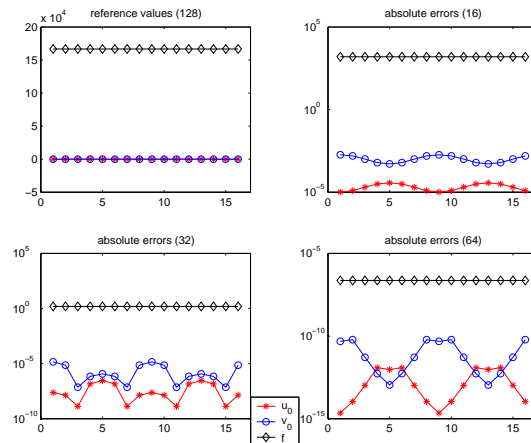 reference values (128)
x 10^4
20
15
10
5
0
−5
0 5 10 15
absolute errors (16)
10^5
10^0
10^−5
0 5 10 15
absolute errors (32)
10^5
10^0
10^−5
10^−10
0 5 10 15
absolute errors (64)
10^−5
10^−10
10^−15
0 5 10 15
u_0
v_0
f